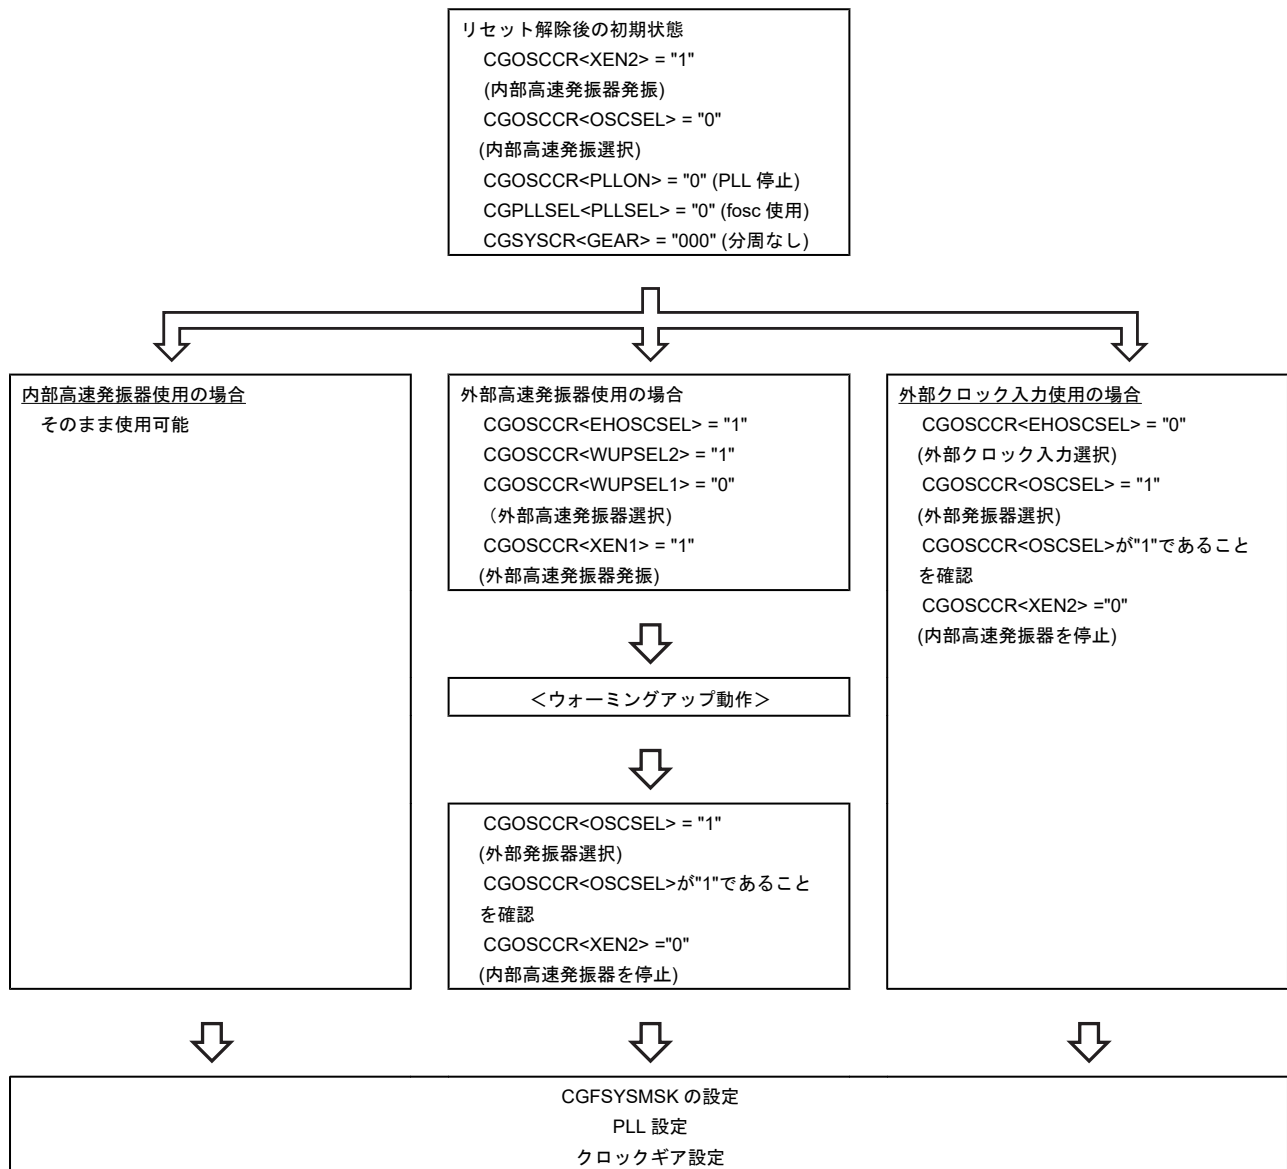 リセット解除後の初期状態
CGOSCCR<XEN2> = "1"
(内部高速発振器発振)
CGOSCCR<OSCSEL> = "0"
(内部高速発振選択)
CGOSCCR<PLLON> = "0" (PLL 停止)
CGPLLSEL<PLLSEL> = "0" (fosc 使用)
CGSYSCR<GEAR> = "000" (分周なし)
内部高速発振器使用の場合
そのまま使用可能
外部高速発振器使用の場合
CGOSCCR<EHOSCSEL> = "1"
CGOSCCR<WUPSEL2> = "1"
CGOSCCR<WUPSEL1> = "0"
（外部高速発振器選択)
CGOSCCR<XEN1> = "1"
(外部高速発振器発振)
＜ウォーミングアップ動作＞
CGOSCCR<OSCSEL> = "1"
(外部発振器選択)
CGOSCCR<OSCSEL>が"1"であること
を確認
CGOSCCR<XEN2> ="0"
(内部高速発振器を停止)
外部クロック入力使用の場合
CGOSCCR<EHOSCSEL> = "0"
(外部クロック入力選択)
CGOSCCR<OSCSEL> = "1"
(外部発振器選択)
CGOSCCR<OSCSEL>が"1"であること
を確認
CGOSCCR<XEN2> ="0"
(内部高速発振器を停止)
CGFSYSMSK の設定
PLL 設定
クロックギア設定